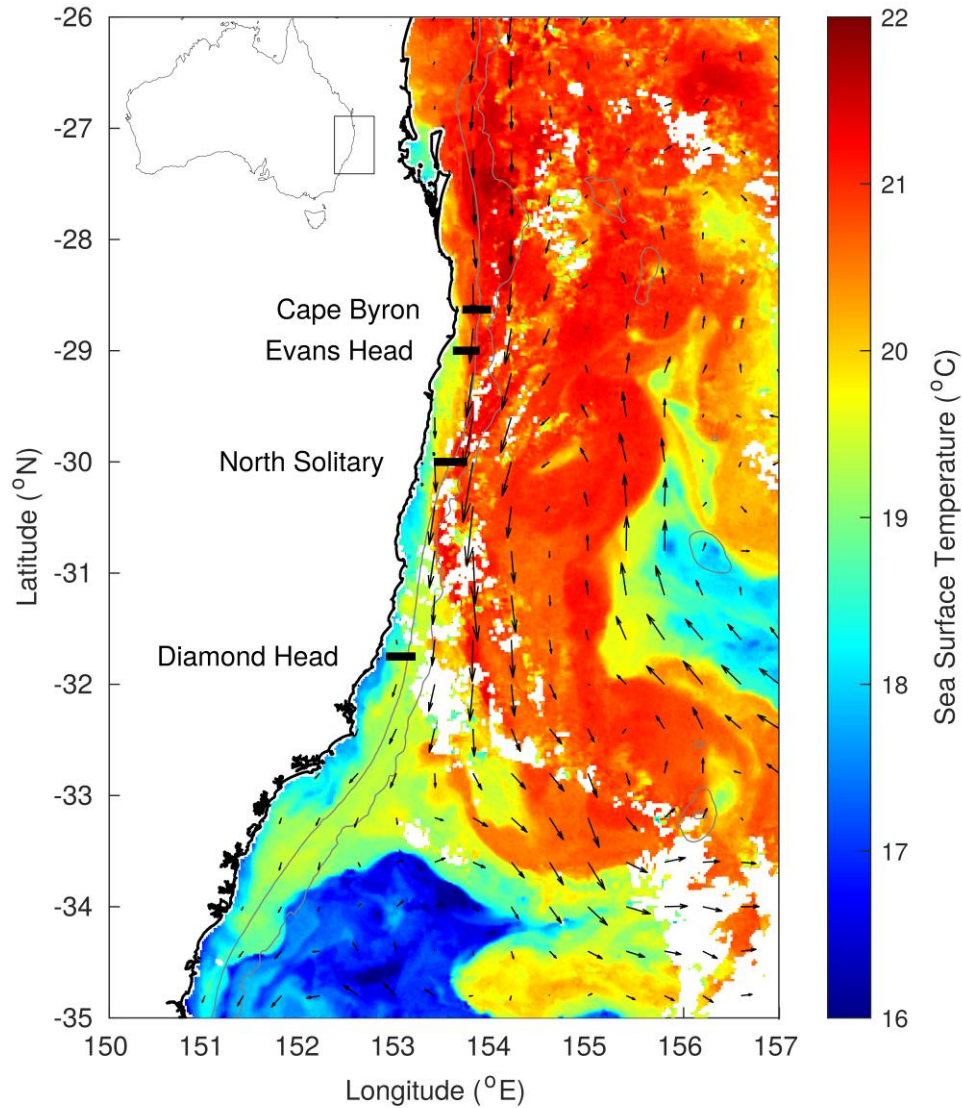 -26
-27
-28
-29
-30
-31
-32
-33
-34
-35
Latitude (°N)
Cape Byron
Evans Head
North Solitary
Diamond Head
150 151 152 153 154 155 156 157
Longitude (°E)
22
21
20
19
18
17
16
Sea Surface Temperature (°C)